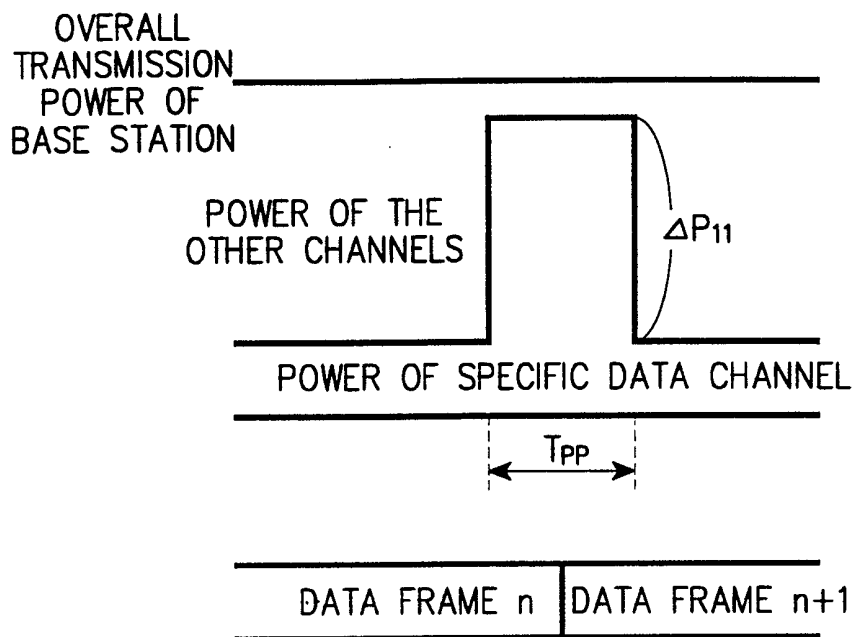 OVERALL
TRANSMISSION
POWER OF
BASE STATION
POWER OF THE
OTHER CHANNELS
ΔP11
POWER OF SPECIFIC DATA CHANNEL
TPP
DATA FRAME n
DATA FRAME n+1